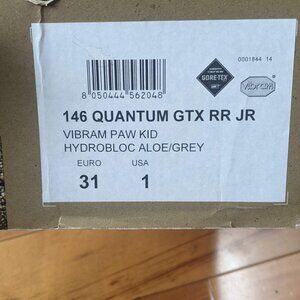 GORE-TEX
0001844 14
vibram
8 050444 562048
146 QUANTUM GTX RR JR
VIBRAM PAW KID
HYDROBLOC ALOE/GREY
EURO USA
31 1